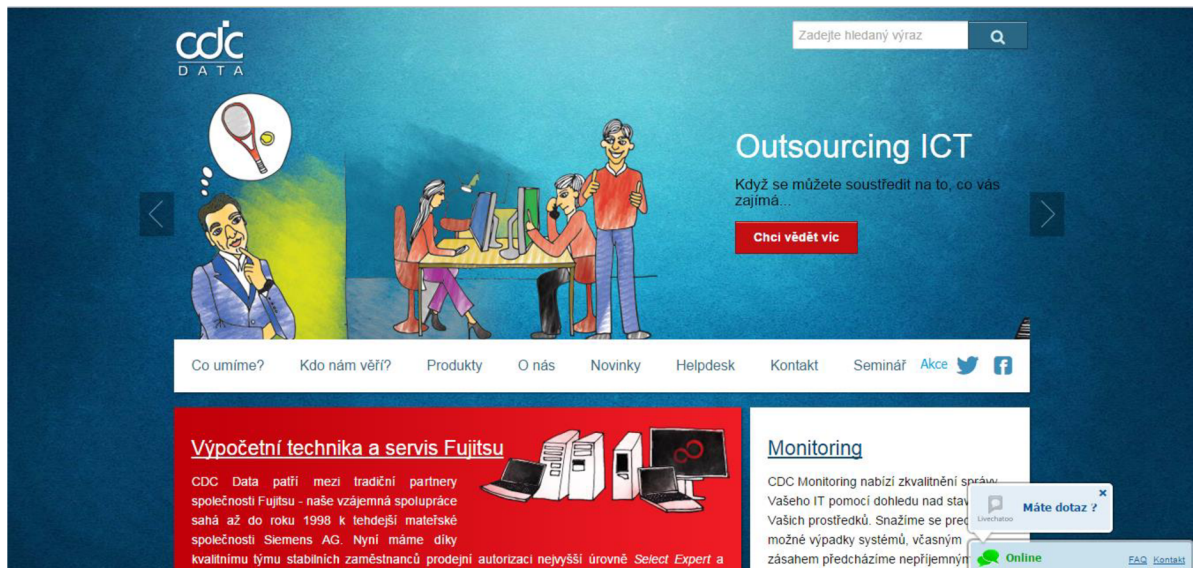 cdc
DATA
Zadejte hledaný výraz
Outsourcing ICT
Když se můžete soustředit na to, co vás
zajímá...
Chci vědět víc
Co umíme? Kdo nám věří? Produkty O nás Novinky Helpdesk Kontakt Seminář Akce
Výpočetní technika a servis Fujitsu
CDC Data patří mezi tradiční partnery
společnosti Fujitsu - naše vzájemná spolupráce
sahá až do roku 1998 k tehdejší mateřské
společnosti Siemens AG. Nyní máme díky
kvalitnímu týmu stabilních zaměstnanců prodejní autorizaci nejvyšší úrovně Select Expert a
Monitoring
CDC Monitoring nabízí zkvalitnění správy
Vašeho IT pomocí dohledu nad
Vašich prostředků. Snažíme se
možné výpadky systémů, včasným
zásahem předcházíme
Livechatoo
Máte dotaz ?
Online
FAQ Kontakt